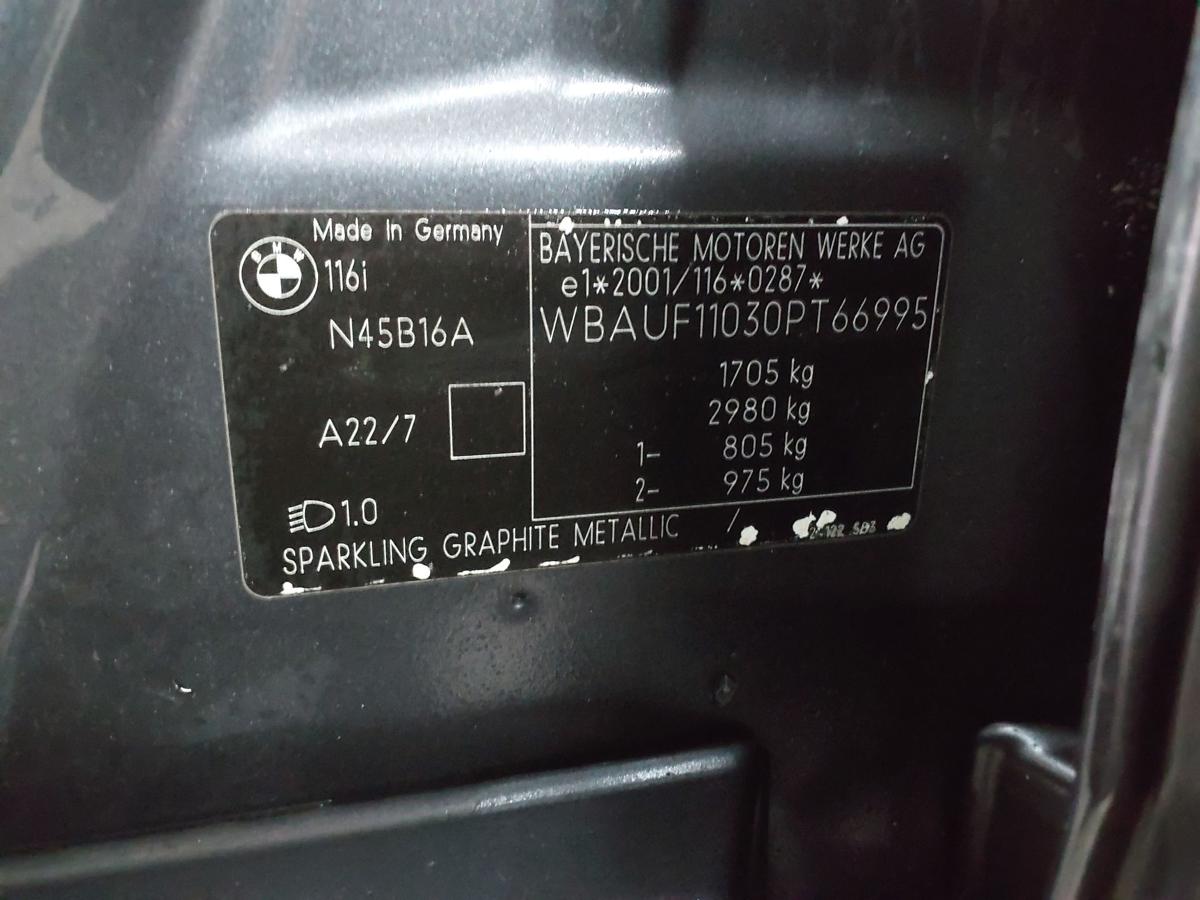 Made In Germany
BMW
116i
N45B16A
A22/7
1.0
BAYERISCHE MOTOREN WERKE AG
e1*2001/116*0287*
WBAUF11030PT66995
1705 kg
2980 kg
1- 805 kg
2- 975 kg
SPARKLING GRAPHITE METALLIC /